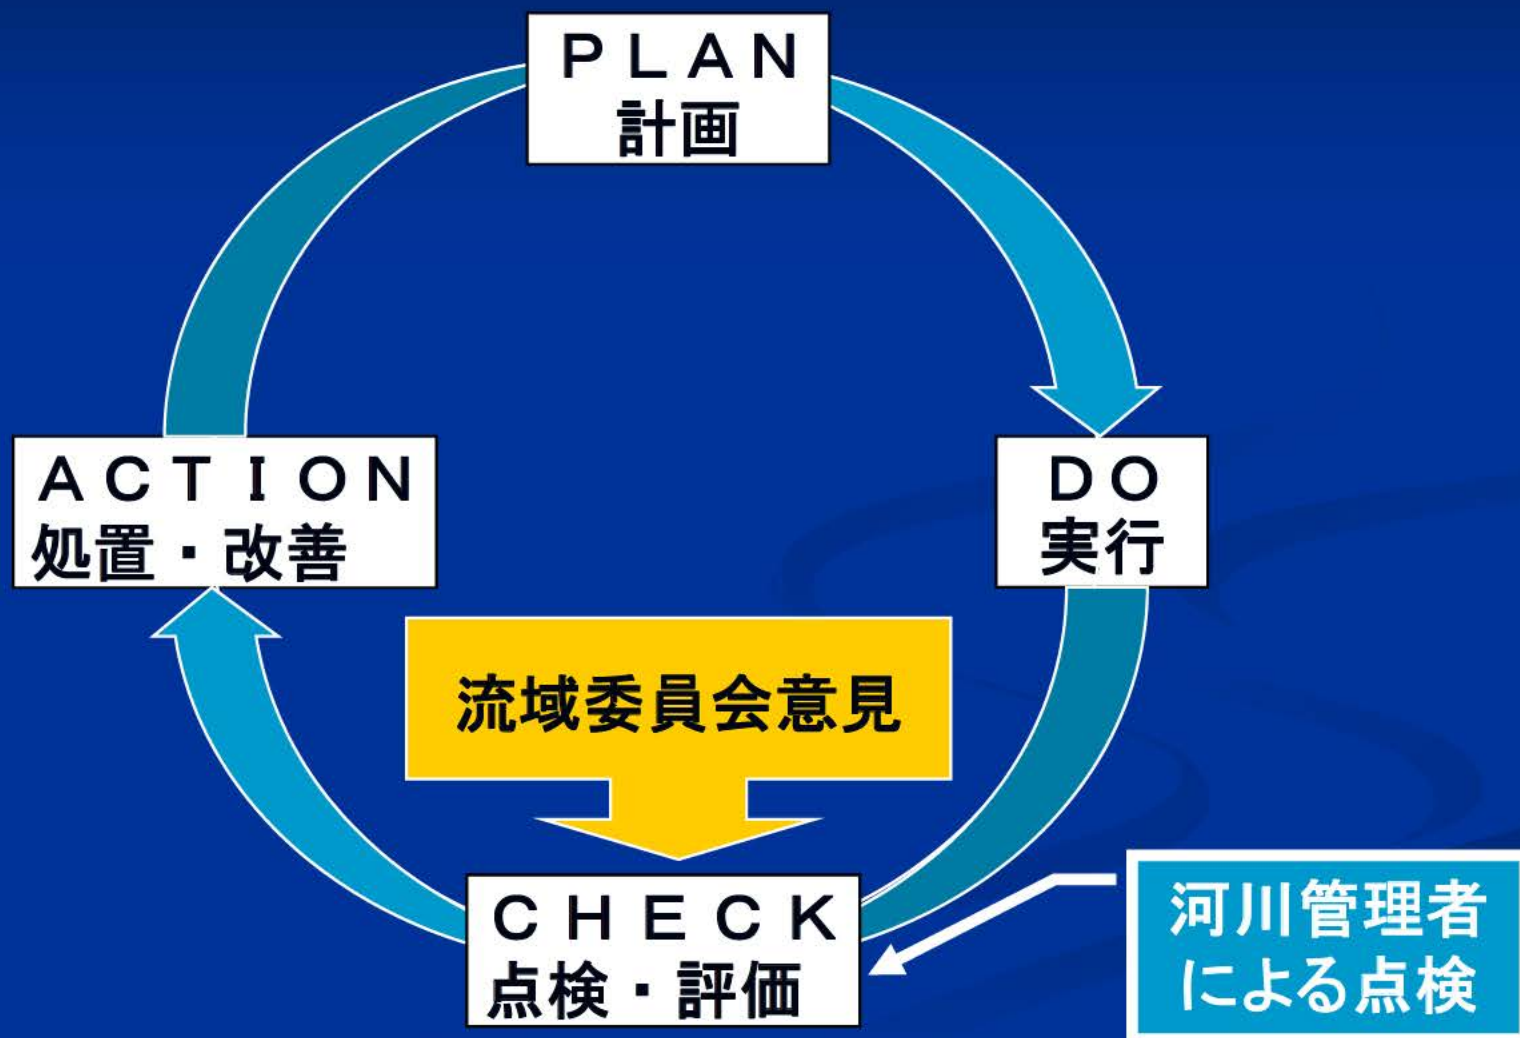 ＰＬＡＮ
計画
ＡＣＴＩＯＮ
処置・改善
ＤＯ
実行
流域委員会意見
ＣＨＥＣＫ
点検・評価
河川管理者
による点検